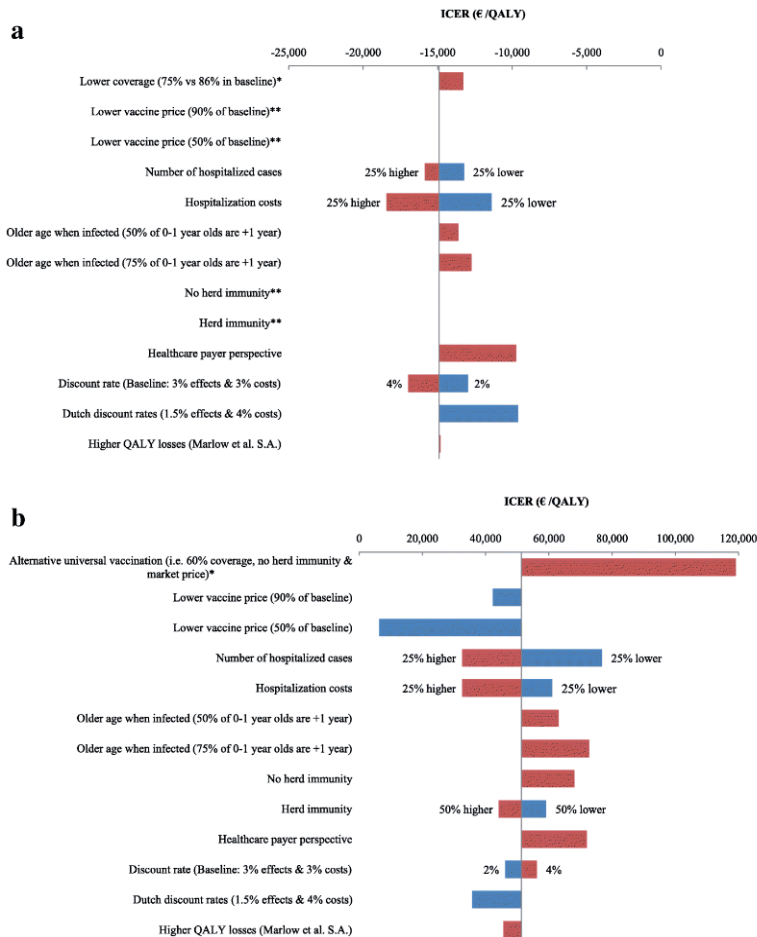 a
ICER (€ /QALY)
-25,000 -20,000 -15,000 -10,000 -5,000 0
Lower coverage (75% vs 86% in baseline)*
Lower vaccine price (90% of baseline)**
Lower vaccine price (50% of baseline)**
Number of hospitalized cases 25% higher 25% lower
Hospitalization costs 25% higher 25% lower
Older age when infected (50% of 0-1 year olds are +1 year)
Older age when infected (75% of 0-1 year olds are +1 year)
No herd immunity**
Herd immunity**
Healthcare payer perspective
Discount rate (Baseline: 3% effects & 3% costs) 4% 2%
Dutch discount rates (1.5% effects & 4% costs)
Higher QALY losses (Marlow et al. S.A.)
b
ICER (€ /QALY)
0 20,000 40,000 60,000 80,000 100,000 120,000
Alternative universal vaccination (i.e. 60% coverage, no herd immunity &
market price)*
Lower vaccine price (90% of baseline)
Lower vaccine price (50% of baseline)
Number of hospitalized cases 25% higher 25% lower
Hospitalization costs 25% higher 25% lower
Older age when infected (50% of 0-1 year olds are +1 year)
Older age when infected (75% of 0-1 year olds are +1 year)
No herd immunity
Herd immunity 50% higher 50% lower
Healthcare payer perspective
Discount rate (Baseline: 3% effects & 3% costs) 2% 4%
Dutch discount rates (1.5% effects & 4% costs)
Higher QALY losses (Marlow et al. S.A.)